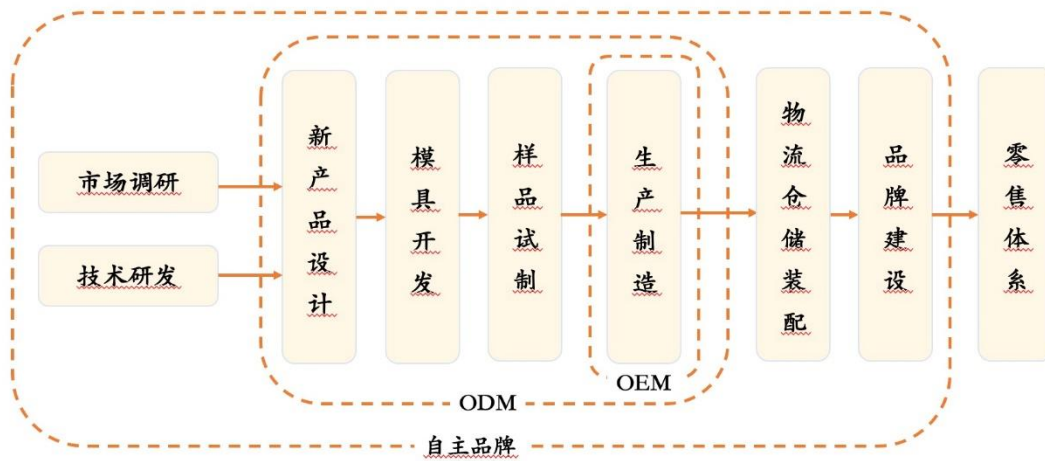 市场调研
技术研发
新产品设计
模具开发
样品试制
生产制造
物流仓储装配
品牌建设
零售体系
OEM
ODM
自主品牌